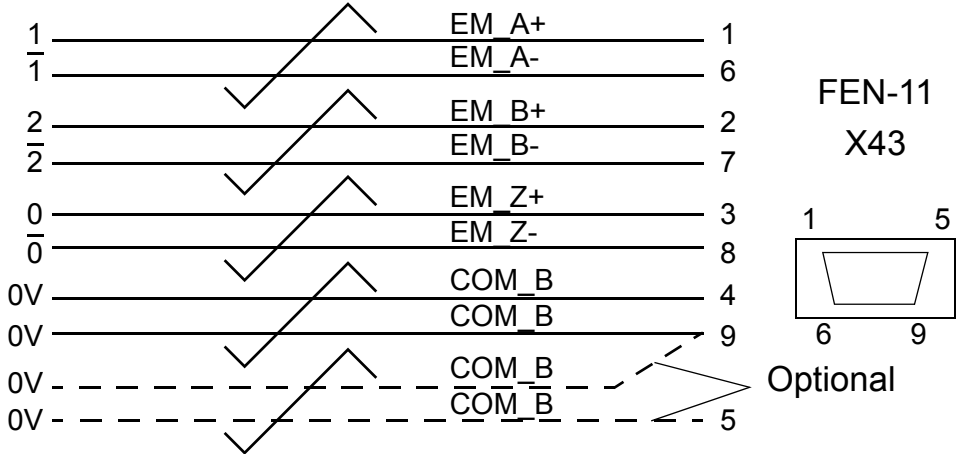 1 EM_A+ 1
1̅ EM_A- 6
2 EM_B+ 2
2̅ EM_B- 7
0 EM_Z+ 3
0̅ EM_Z- 8
0V COM_B 4
0V COM_B 9
0V COM_B
0V COM_B 5
FEN-11
X43
1 5
6 9
Optional